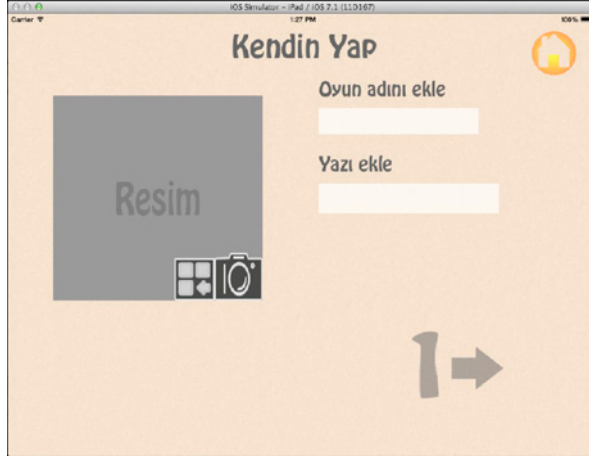 iOS Simulator – iPad / iOS 7.1 (11D167)
Carrier 1:27 PM 100%
Kendin Yap
Oyun adını ekle
Yazı ekle
Resim